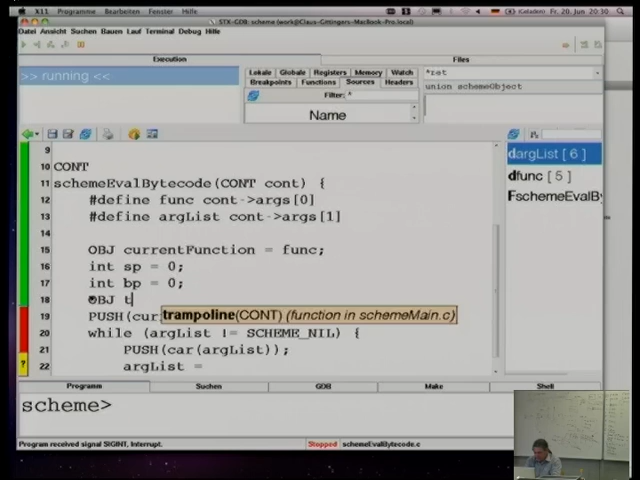 X11 Programme Bearbeiten Fenster Hilfe
(Geladen) Fr. 20. Jun 20:30
STX-GDB: scheme (work@Claus-Gittingers-MacBook-Pro.local)
Datei Ansicht Suchen Bauen Lauf Terminal Debug Hilfe
Execution
Files
>> running <<
Lokale Globale Registers Memory Watch
Breakpoints Functions Sources Headers
Filter: *
Name
*ret
union schemeObject
9
10 CONT
11 schemeEvalBytecode(CONT cont) {
12 #define func cont->args[0]
13 #define argList cont->args[1]
14
15 OBJ currentFunction = func;
16 int sp = 0;
17 int bp = 0;
18 OBJ t
19 PUSH(cur
trampoline(CONT) (function in schemeMain.c)
20 while (argList != SCHEME_NIL) {
21 PUSH(car(argList));
22 argList =
dargList [ 6 ]
dfunc [ 5 ]
FschemeEvalBy
Programm Suchen GDB Make Shell
scheme>
Program received signal SIGINT, Interrupt.
Stopped schemeEvalBytecode.c